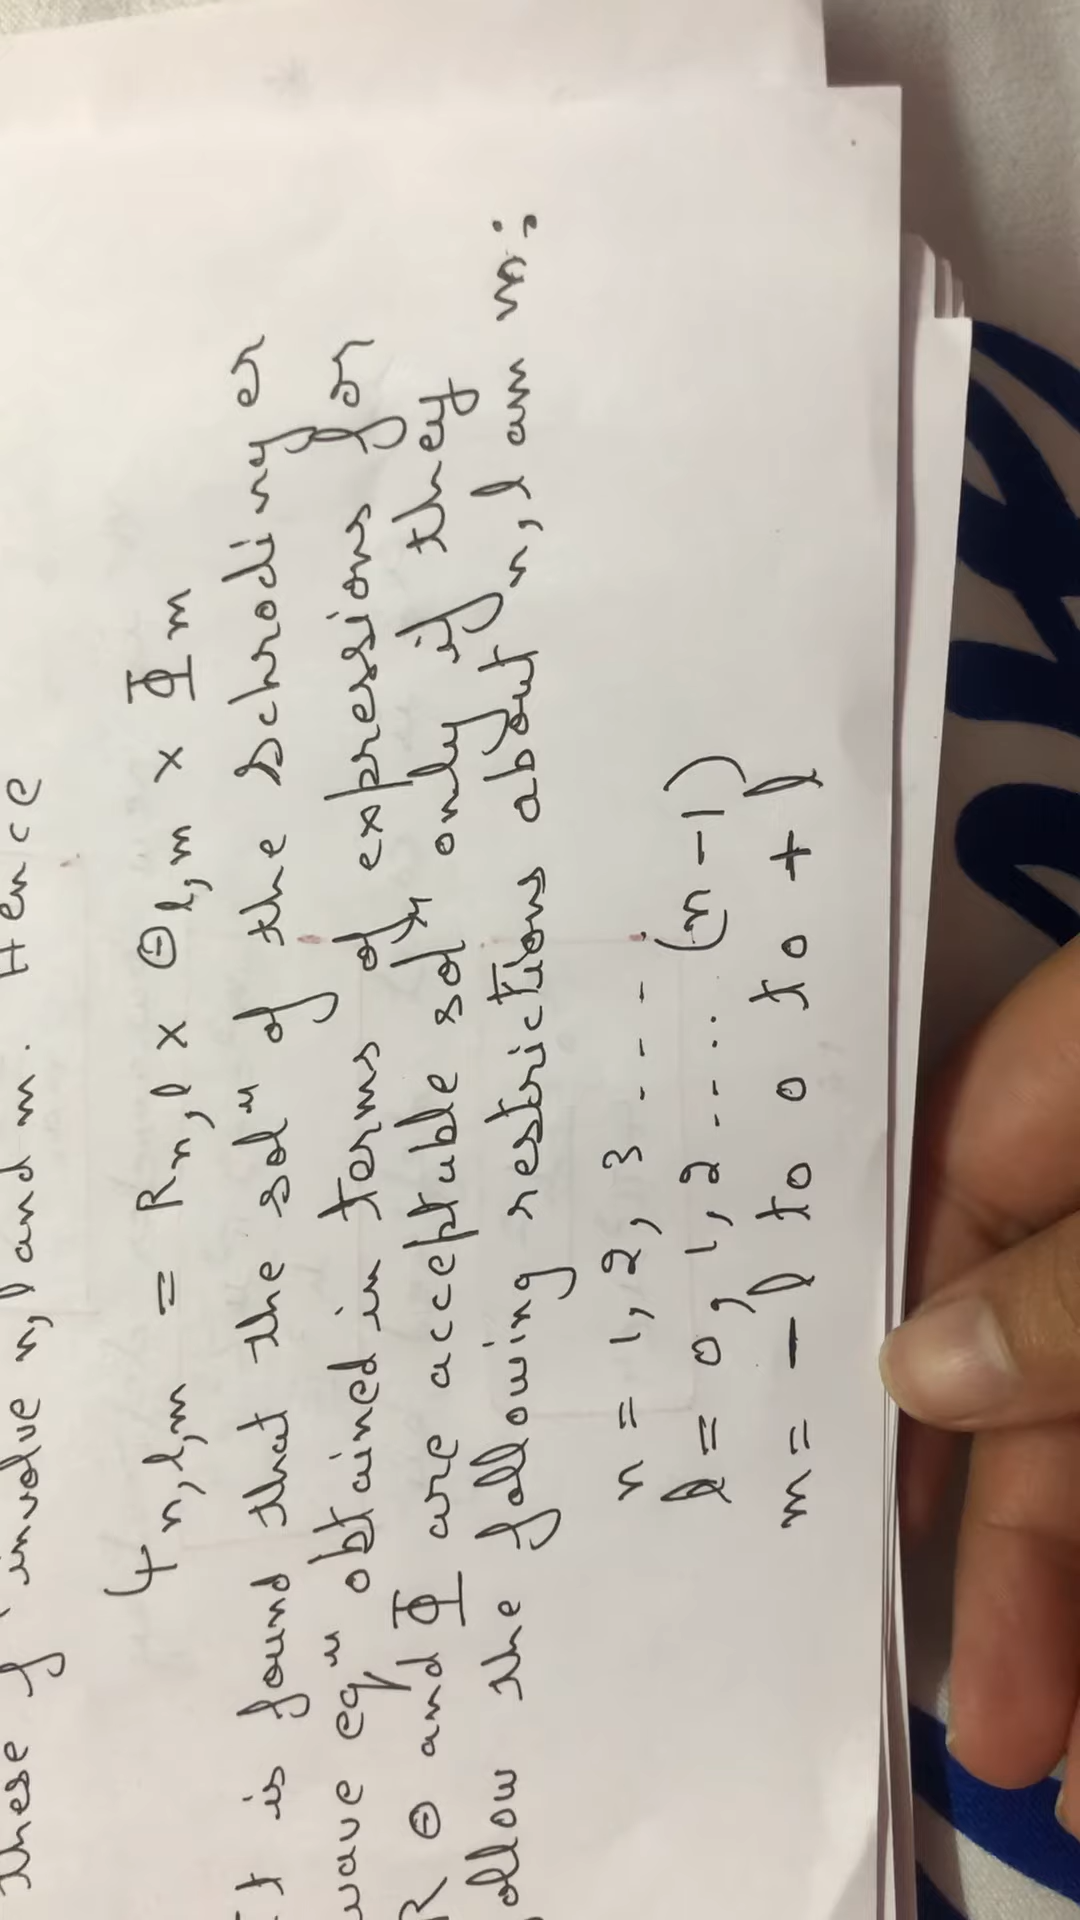 these f involve n, l and m. Hence
Ψn,l,m = Rn,l × Θl,m × Φm
It is found that the solⁿ of the schrodinger
wave eqⁿ obtained in terms of expressions for
R Θ and Φ are acceptable solⁿ only if they
follow the following restrictions about n, l am m:
n = 1, 2, 3 - - - .
l = 0, 1, 2 - - ... (n-1)
m = - l to 0 to + l